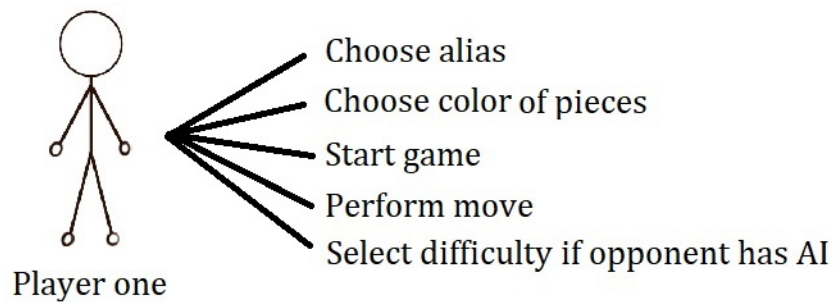 Choose alias
Choose color of pieces
Start game
Perform move
Select difficulty if opponent has AI
Player one